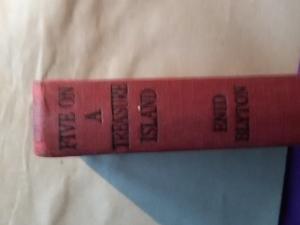 FIVE ON
A
TREASURE
ISLAND
ENID
BLYTON